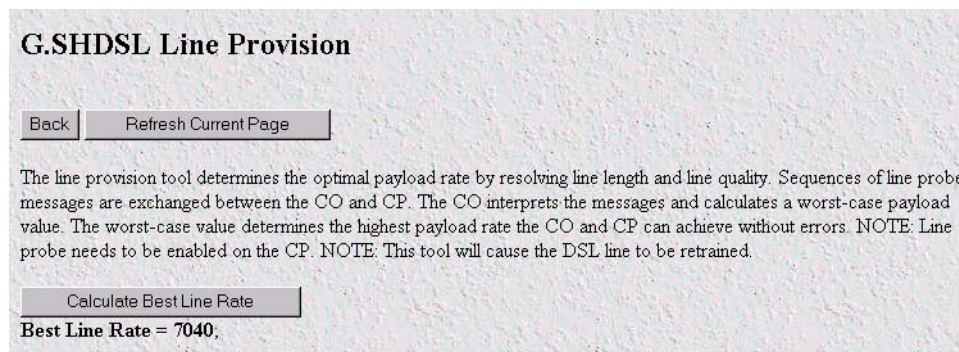 G.SHDSL Line Provision
Back Refresh Current Page
The line provision tool determines the optimal payload rate by resolving line length and line quality. Sequences of line probe
messages are exchanged between the CO and CP. The CO interprets the messages and calculates a worst-case payload
value. The worst-case value determines the highest payload rate the CO and CP can achieve without errors. NOTE: Line
probe needs to be enabled on the CP. NOTE: This tool will cause the DSL line to be retrained.
Calculate Best Line Rate
Best Line Rate = 7040;